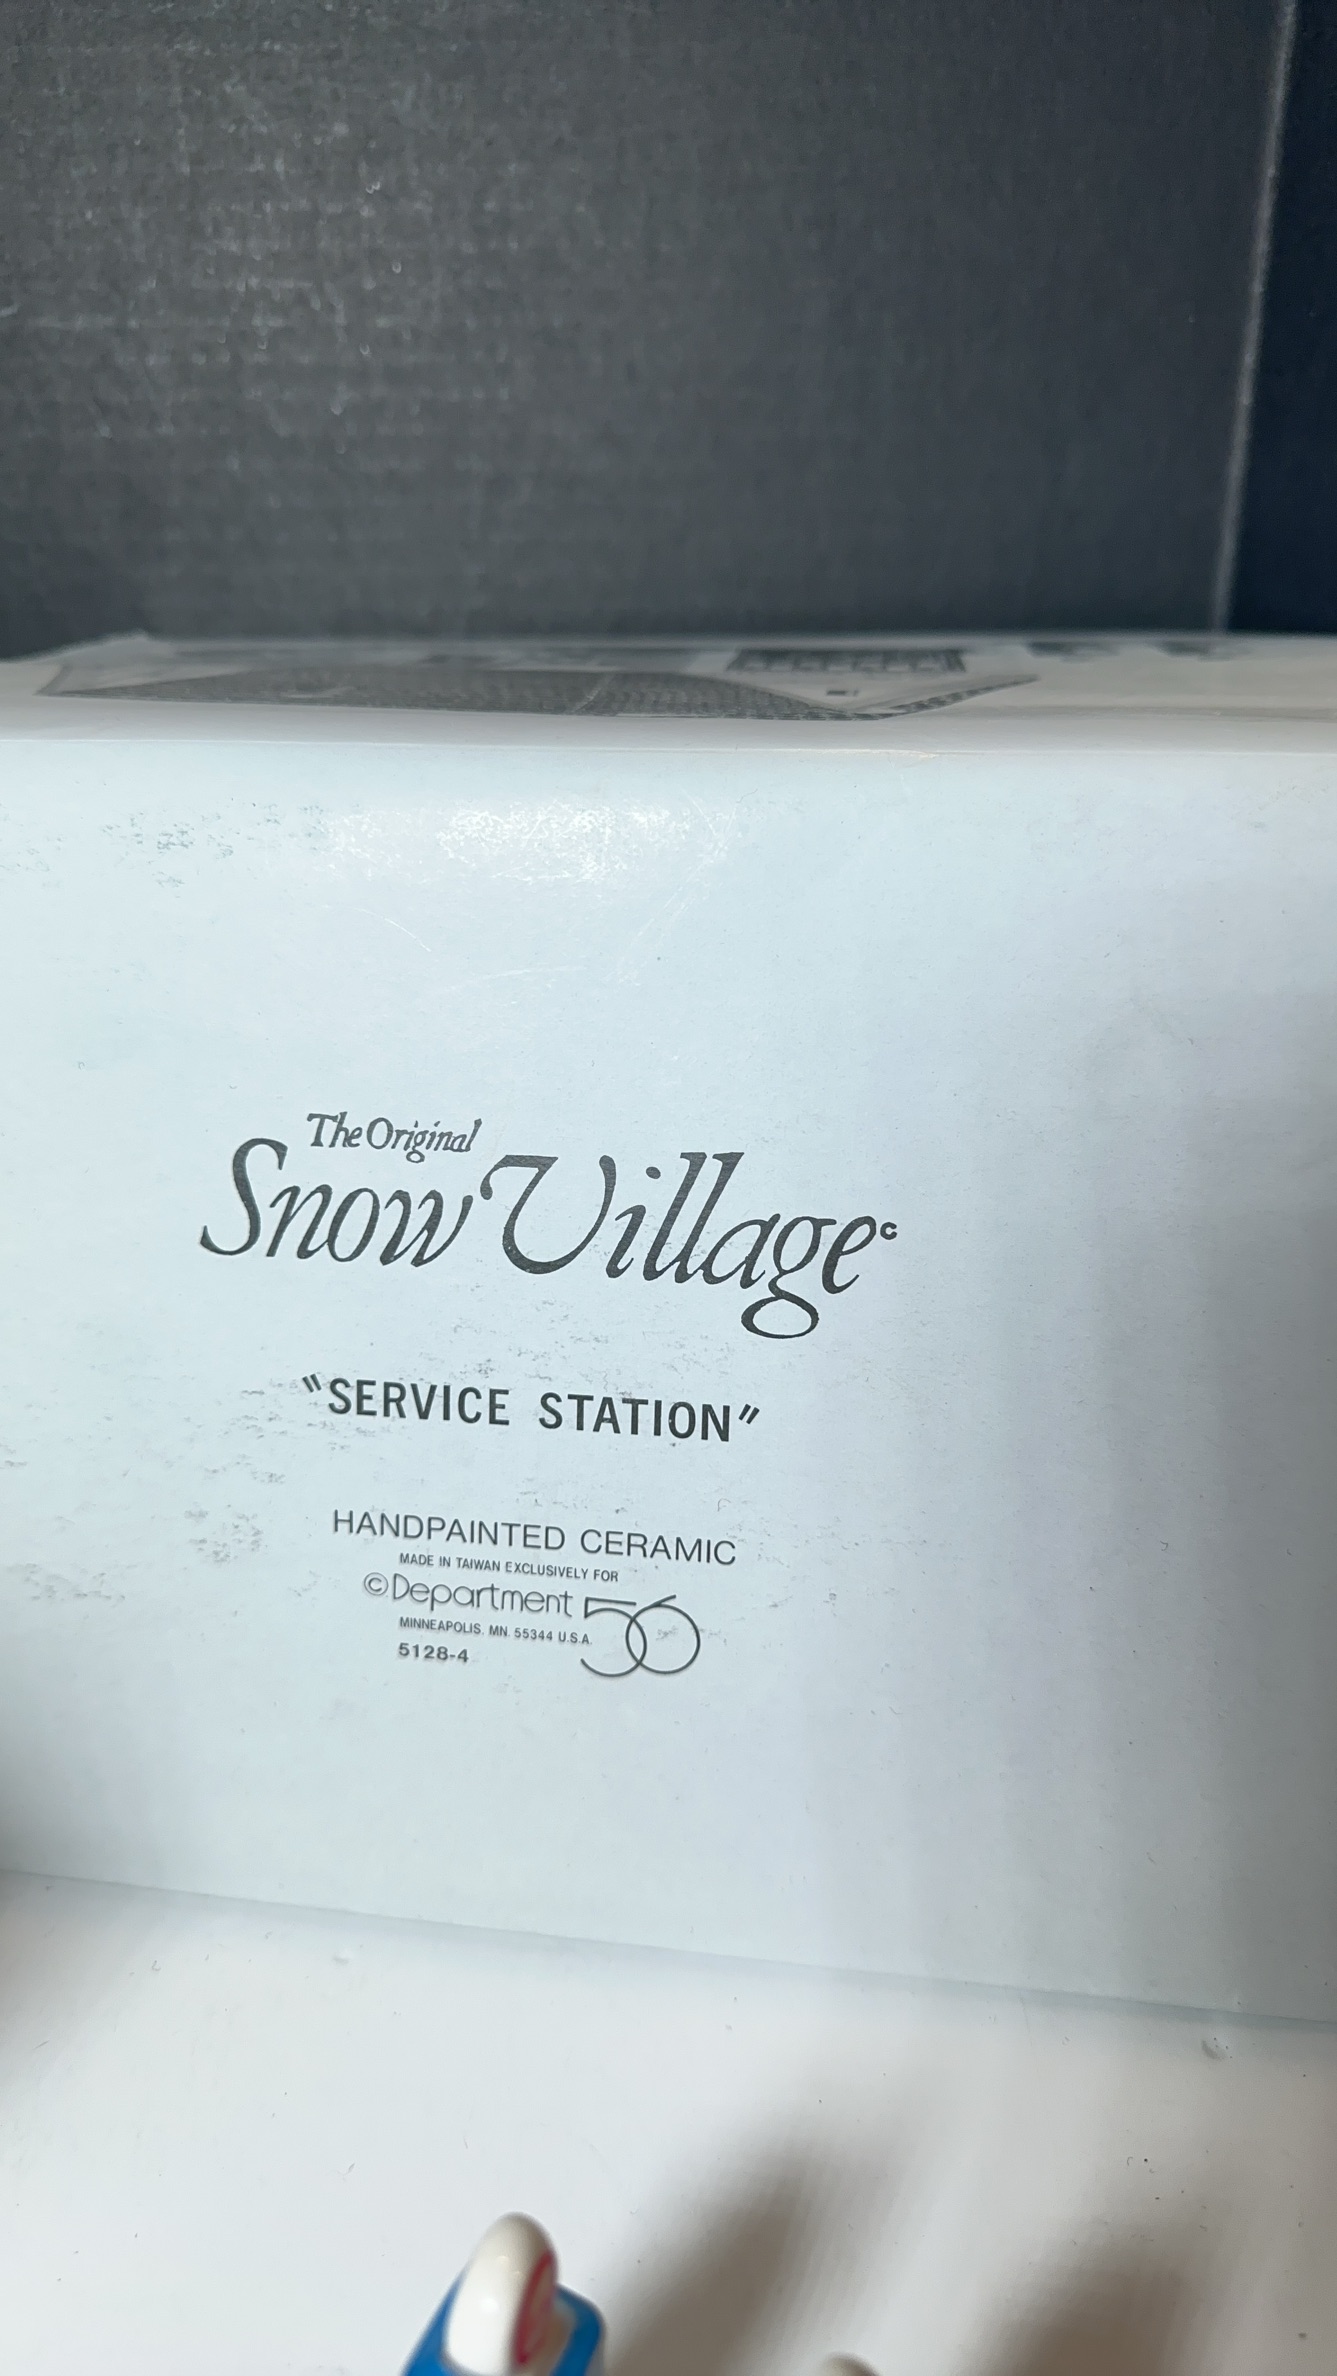 The Original
Snow Village©
"SERVICE STATION"
HANDPAINTED CERAMIC
MADE IN TAIWAN EXCLUSIVELY FOR
©Department 56
MINNEAPOLIS. MN. 55344 U.S.A.
5128-4